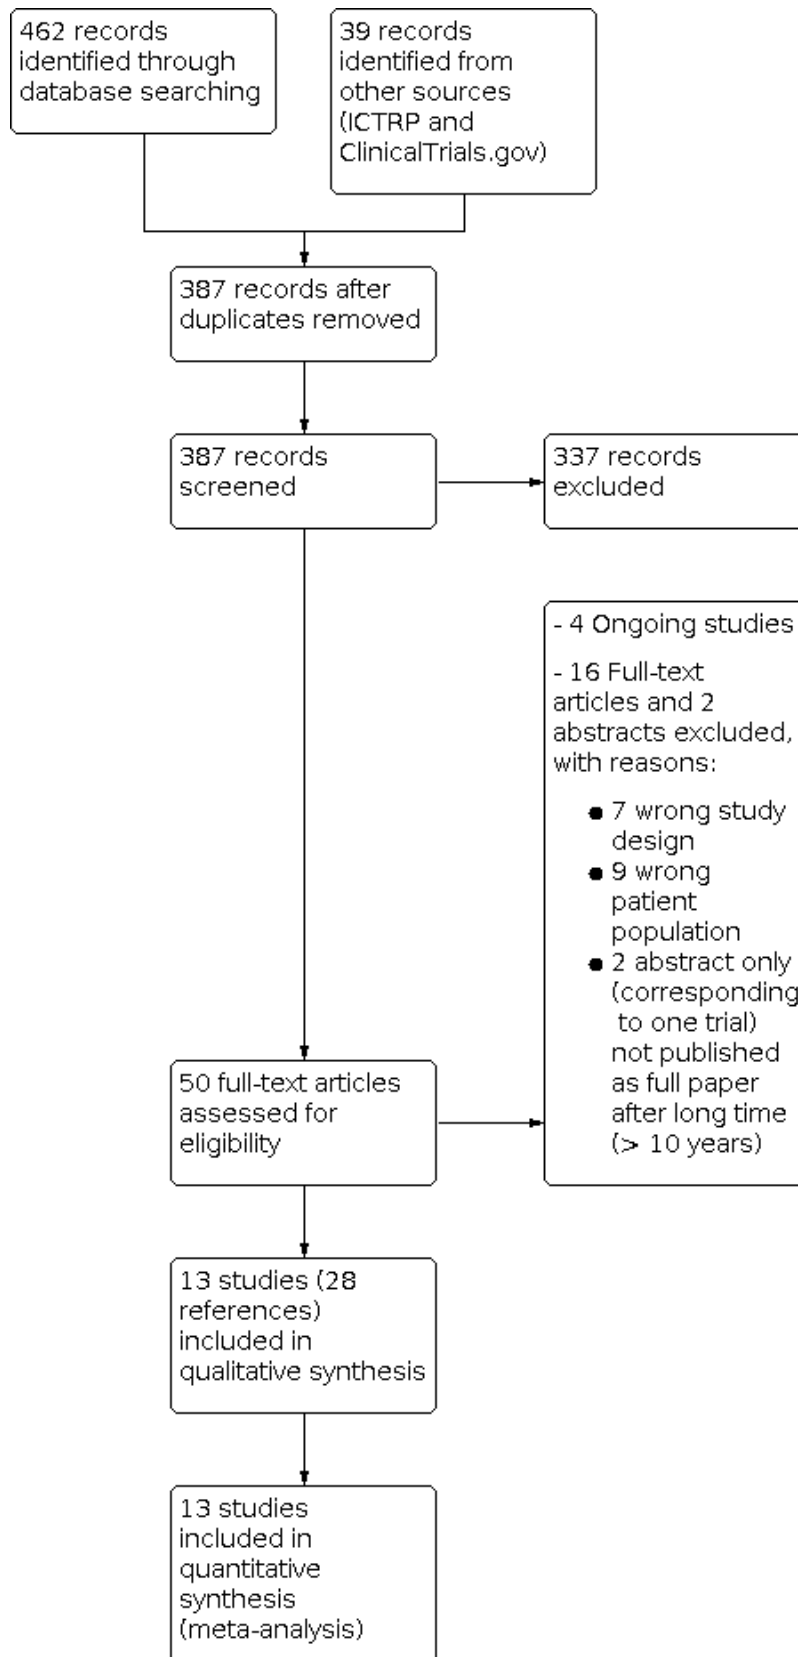 462 records
identified through
database searching
39 records
identified from
other sources
(ICTRP and
ClinicalTrials.gov)
387 records after
duplicates removed
387 records
screened
337 records
excluded
- 4 Ongoing studies
- 16 Full-text
articles and 2
abstracts excluded,
with reasons:
● 7 wrong study
design
● 9 wrong
patient
population
● 2 abstract only
(corresponding
to one trial)
not published
as full paper
after long time
(> 10 years)
50 full-text articles
assessed for
eligibility
13 studies (28
references)
included in
qualitative synthesis
13 studies
included in
quantitative
synthesis
(meta-analysis)